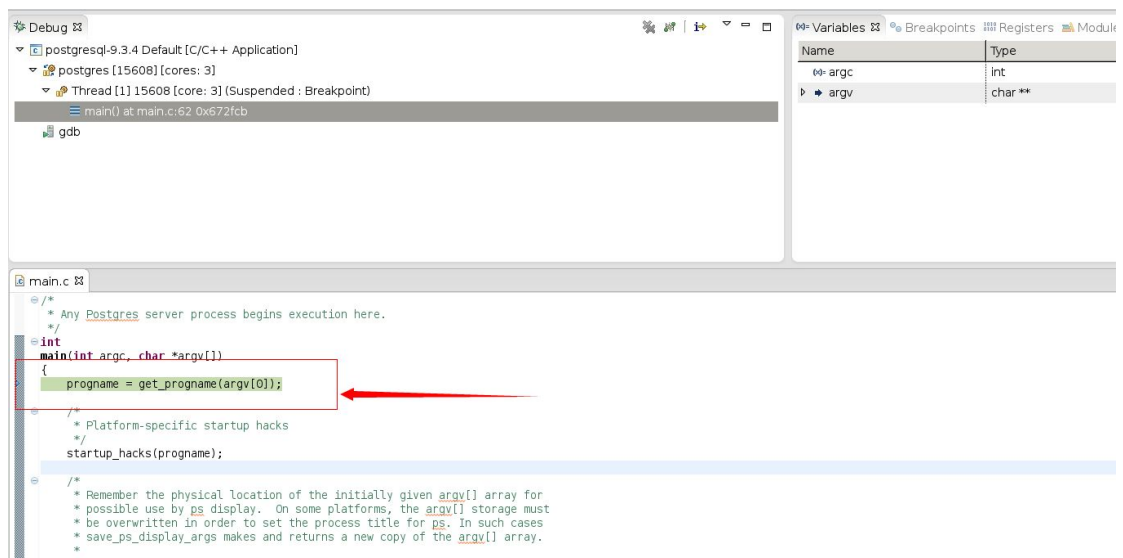 Debug
postgresql-9.3.4 Default [C/C++ Application]
postgres [15608] [cores: 3]
Thread [1] 15608 [core: 3] (Suspended : Breakpoint)
main() at main.c:62 0x672fcb
gdb
Variables Breakpoints Registers Module
Name Type
argc int
argv char **
main.c
/*
* Any Postgres server process begins execution here.
*/
int
main(int argc, char *argv[])
{
progname = get_progname(argv[0]);
/*
* Platform-specific startup hacks
*/
startup_hacks(progname);
/*
* Remember the physical location of the initially given argv[] array for
* possible use by ps display.  On some platforms, the argv[] storage must
* be overwritten in order to set the process title for ps. In such cases
* save_ps_display_args makes and returns a new copy of the argv[] array.
*